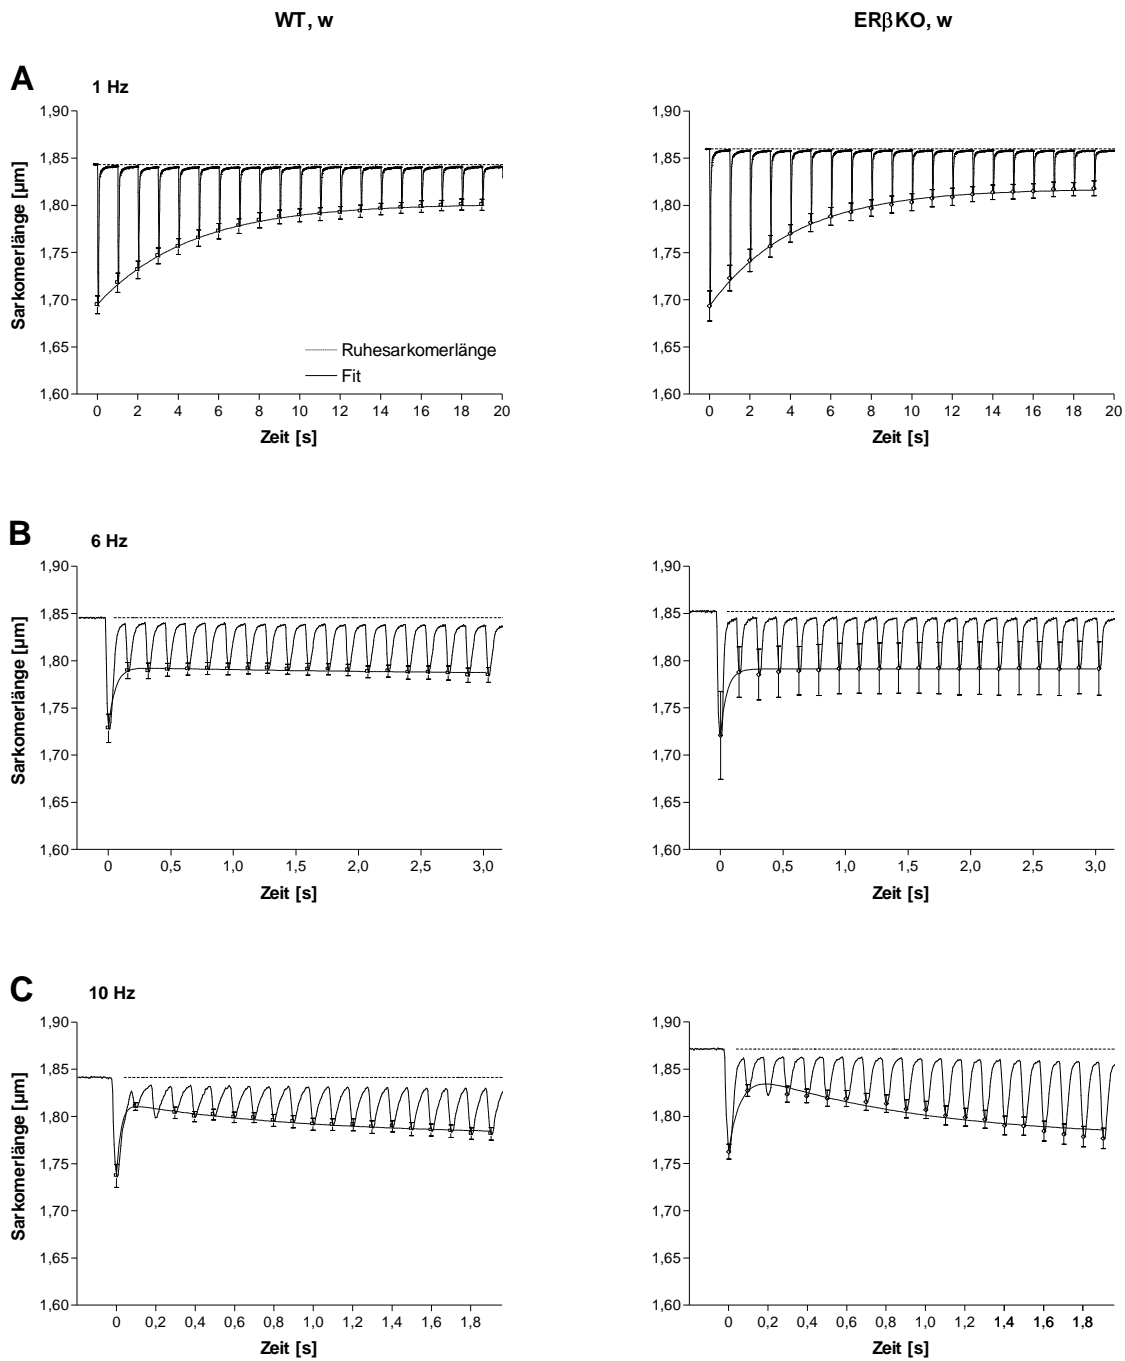 WT, w
ERβKO, w
A
1 Hz
Sarkomerlänge [µm]
1,90
1,85
1,80
1,75
1,70
1,65
1,60
Ruhesarkomerlänge
Fit
0 2 4 6 8 10 12 14 16 18 20
Zeit [s]
1,90
1,85
1,80
1,75
1,70
1,65
1,60
0 2 4 6 8 10 12 14 16 18 20
Zeit [s]
B
6 Hz
Sarkomerlänge [µm]
1,90
1,85
1,80
1,75
1,70
1,65
1,60
0 0,5 1,0 1,5 2,0 2,5 3,0
Zeit [s]
1,90
1,85
1,80
1,75
1,70
1,65
1,60
0 0,5 1,0 1,5 2,0 2,5 3,0
Zeit [s]
C
10 Hz
Sarkomerlänge [µm]
1,90
1,85
1,80
1,75
1,70
1,65
1,60
0 0,2 0,4 0,6 0,8 1,0 1,2 1,4 1,6 1,8
Zeit [s]
1,90
1,85
1,80
1,75
1,70
1,65
1,60
0 0,2 0,4 0,6 0,8 1,0 1,2 1,4 1,6 1,8
Zeit [s]